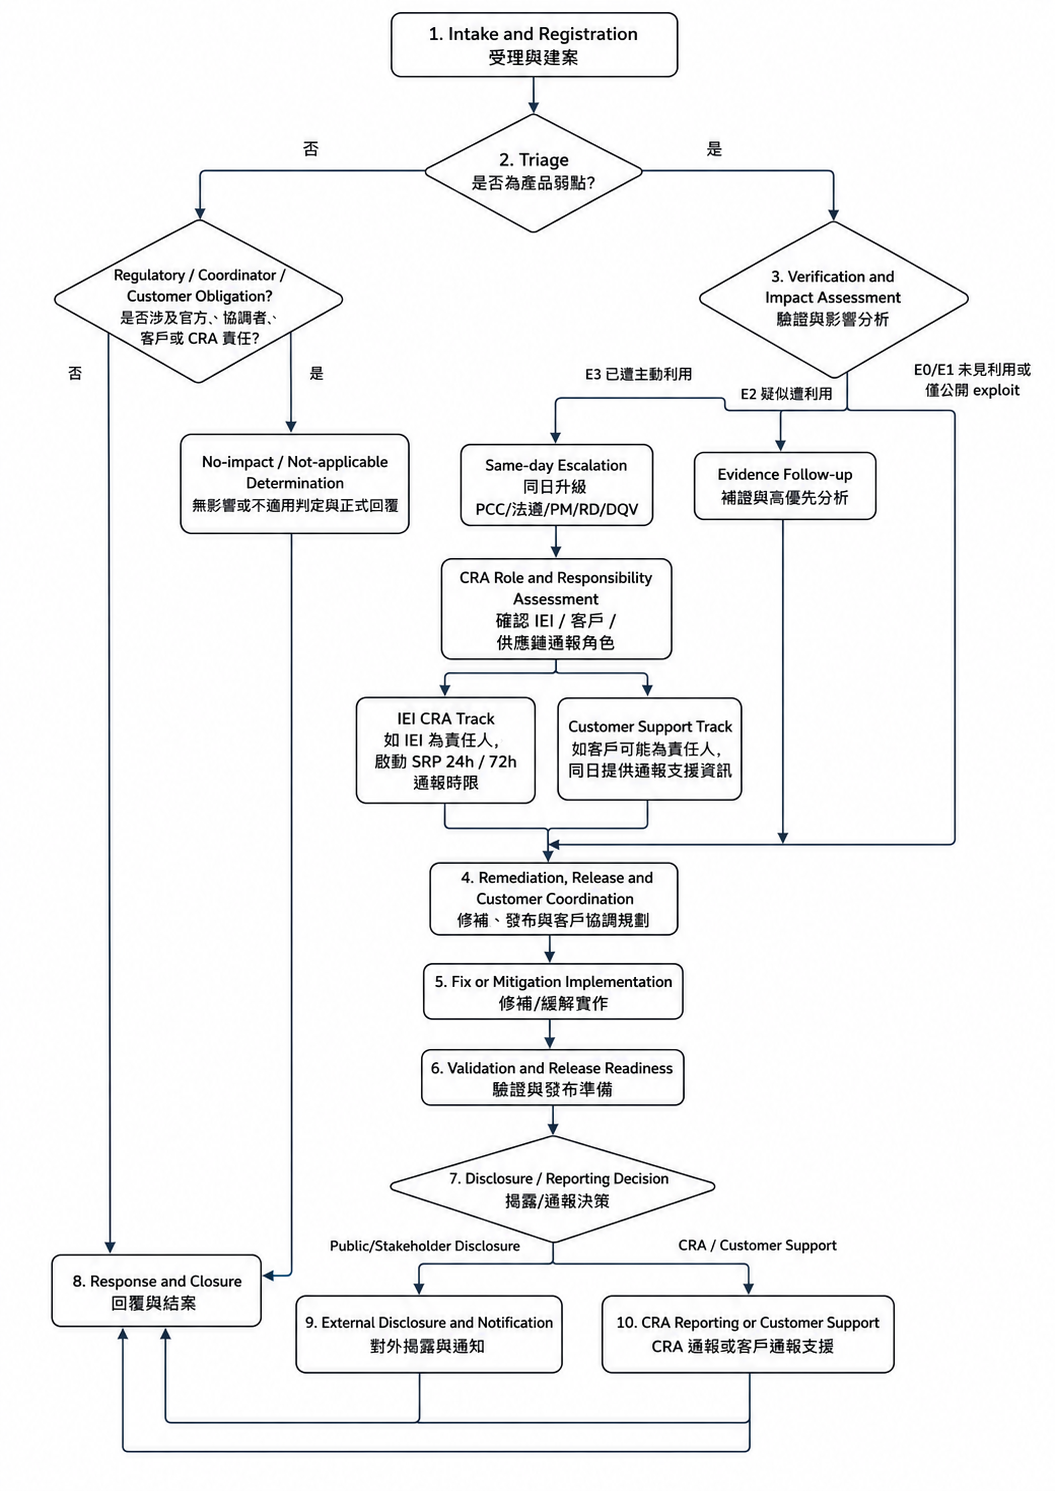 1. Intake and Registration
受理與建案
否
是
2. Triage
是否為產品弱點?
Regulatory / Coordinator /
Customer Obligation?
是否涉及官方、協調者、
客戶或 CRA 責任?
3. Verification and
Impact Assessment
驗證與影響分析
否
是
E3 已遭主動利用
E2 疑似遭利用
E0/E1 未見利用或
僅公開 exploit
No-impact / Not-applicable
Determination
無影響或不適用判定與正式回覆
Same-day Escalation
同日升級
PCC/法遵/PM/RD/DQV
Evidence Follow-up
補證與高優先分析
CRA Role and Responsibility
Assessment
確認 IEI / 客戶 /
供應鏈通報角色
IEI CRA Track
如 IEI 為責任人,
啟動 SRP 24h / 72h
通報時限
Customer Support Track
如客戶可能為責任人,
同日提供通報支援資訊
4. Remediation, Release and
Customer Coordination
修補、發布與客戶協調規劃
5. Fix or Mitigation Implementation
修補/緩解實作
6. Validation and Release Readiness
驗證與發布準備
7. Disclosure / Reporting Decision
揭露/通報決策
Public/Stakeholder Disclosure
CRA / Customer Support
8. Response and Closure
回覆與結案
9. External Disclosure and Notification
對外揭露與通知
10. CRA Reporting or Customer Support
CRA 通報或客戶通報支援